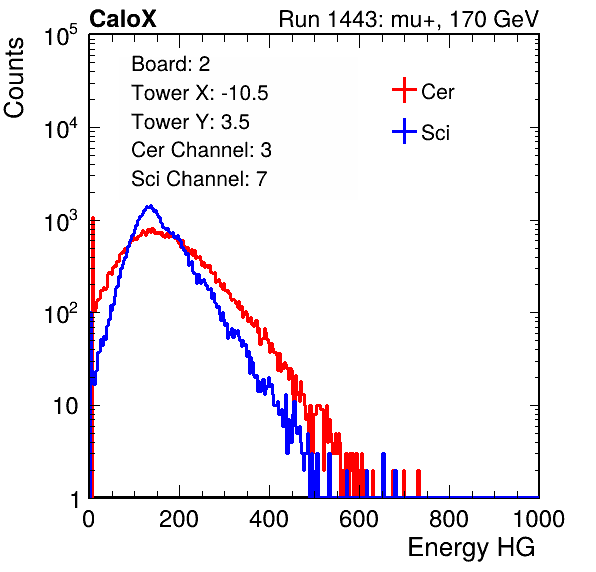 CaloX Run 1443: mu+, 170 GeV
Counts
Board: 2
Tower X: -10.5
Tower Y: 3.5
Cer Channel: 3
Sci Channel: 7
Cer
Sci
10^5
10^4
10^3
10^2
10
1
0 200 400 600 800 1000
Energy HG